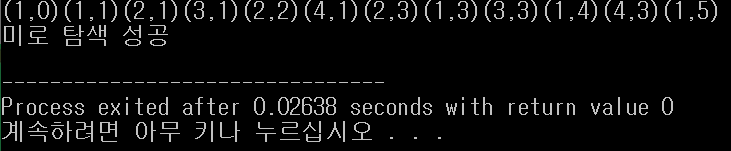 (1,0)(1,1)(2,1)(3,1)(2,2)(4,1)(2,3)(1,3)(3,3)(1,4)(4,3)(1,5)
미로 탐색 성공
--------------------------------
Process exited after 0.02638 seconds with return value 0
계속하려면 아무 키나 누르십시오 . . .